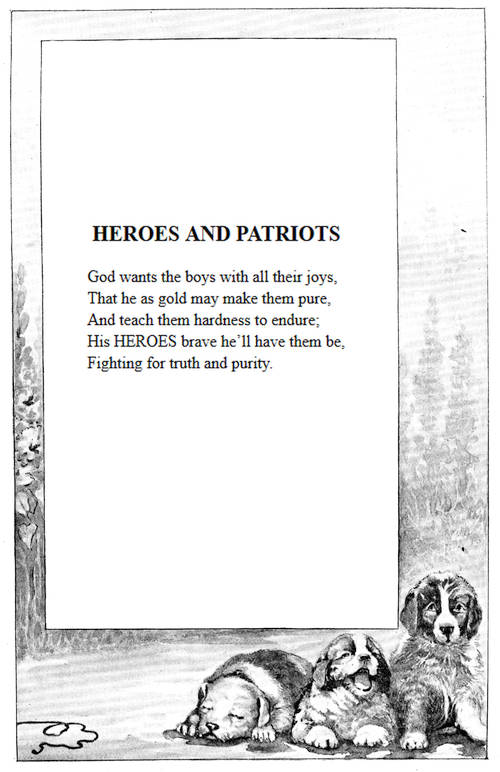 HEROES AND PATRIOTS
God wants the boys with all their joys,
That he as gold may make them pure,
And teach them hardness to endure;
His HEROES brave he’ll have them be,
Fighting for truth and purity.